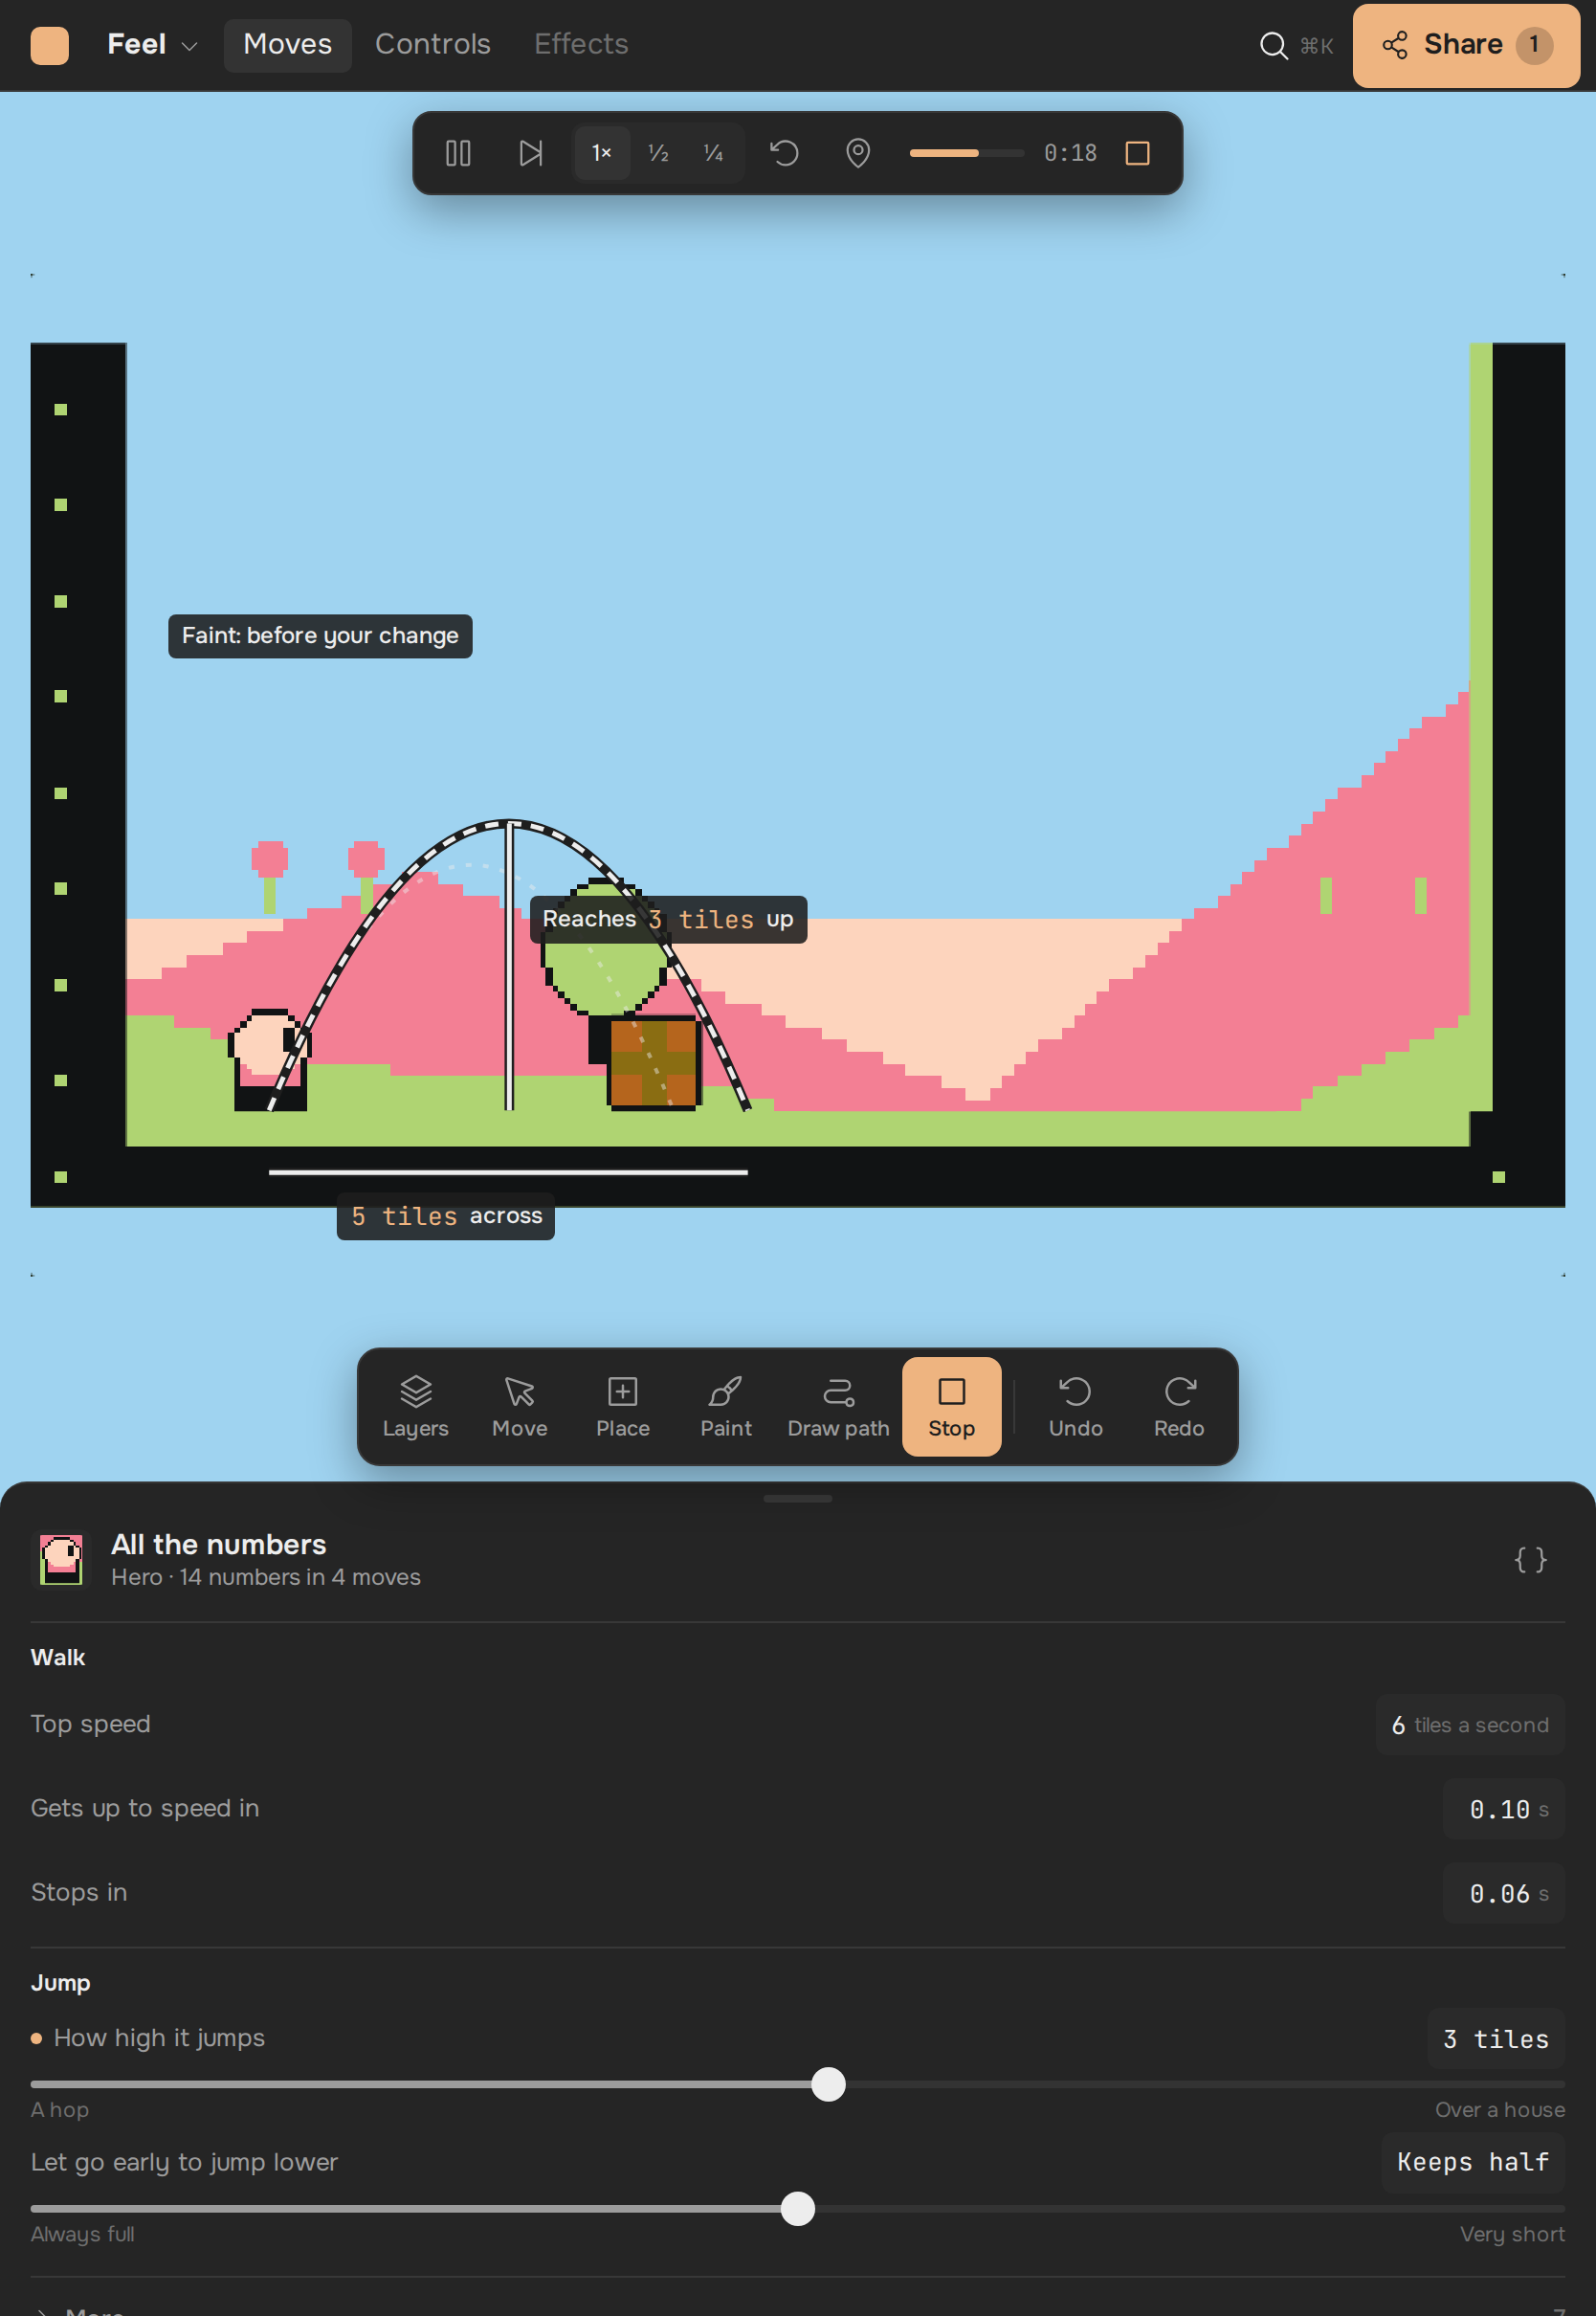 Feel
Moves
Controls
Effects
⌘K
Share 1
1×
½
¼
0:18
Faint: before your change
Reaches 3 tiles up
5 tiles across
Layers
Move
Place
Paint
Draw path
Stop
Undo
Redo
All the numbers
Hero · 14 numbers in 4 moves
{ }
Walk
Top speed
6 tiles a second
Gets up to speed in
0.10 s
Stops in
0.06 s
Jump
How high it jumps
3 tiles
A hop
Over a house
Let go early to jump lower
Keeps half
Always full
Very short
More
7